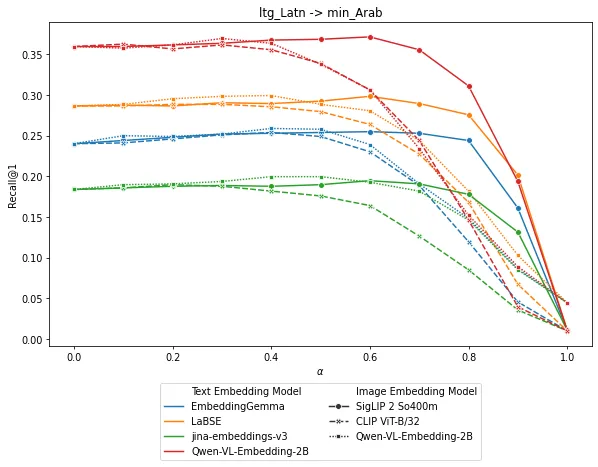 ltg_Latn -> min_Arab
Recall@1
0.35
0.30
0.25
0.20
0.15
0.10
0.05
0.00
0.0 0.2 0.4 0.6 0.8 1.0
α
Text Embedding Model
EmbeddingGemma
LaBSE
jina-embeddings-v3
Qwen-VL-Embedding-2B
Image Embedding Model
SigLIP 2 So400m
CLIP ViT-B/32
Qwen-VL-Embedding-2B